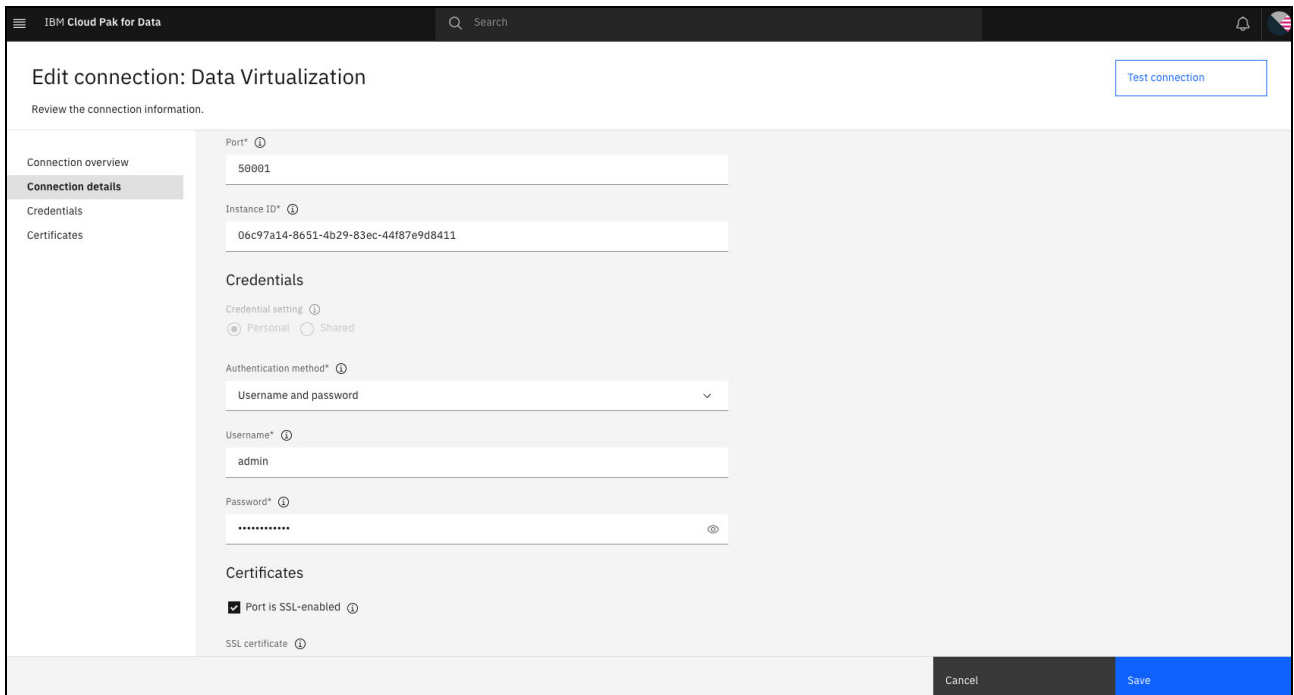 IBM Cloud Pak for Data
Search
Edit connection: Data Virtualization
Test connection
Review the connection information.
Connection overview
Connection details
Credentials
Certificates
Port*
50001
Instance ID*
06c97a14-8651-4b29-83ec-44f87e9d8411
Credentials
Credential setting
Personal Shared
Authentication method*
Username and password
Username*
admin
Password*
••••••••••••
Certificates
Port is SSL-enabled
SSL certificate
Cancel
Save